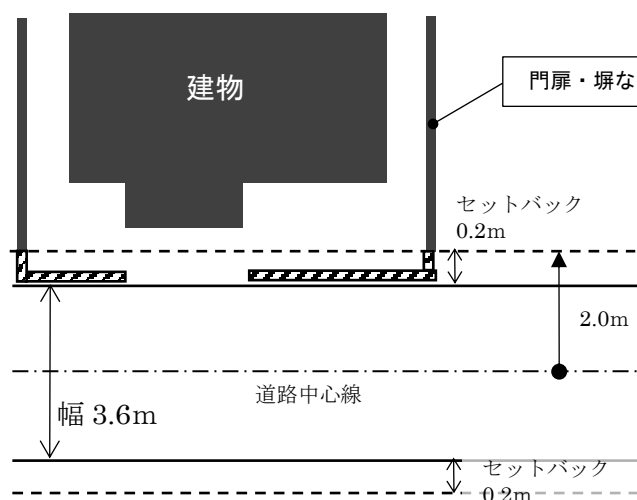 建物
門扉・塀な
セットバック
0.2m
2.0m
道路中心線
幅 3.6m
セットバック
0.2m